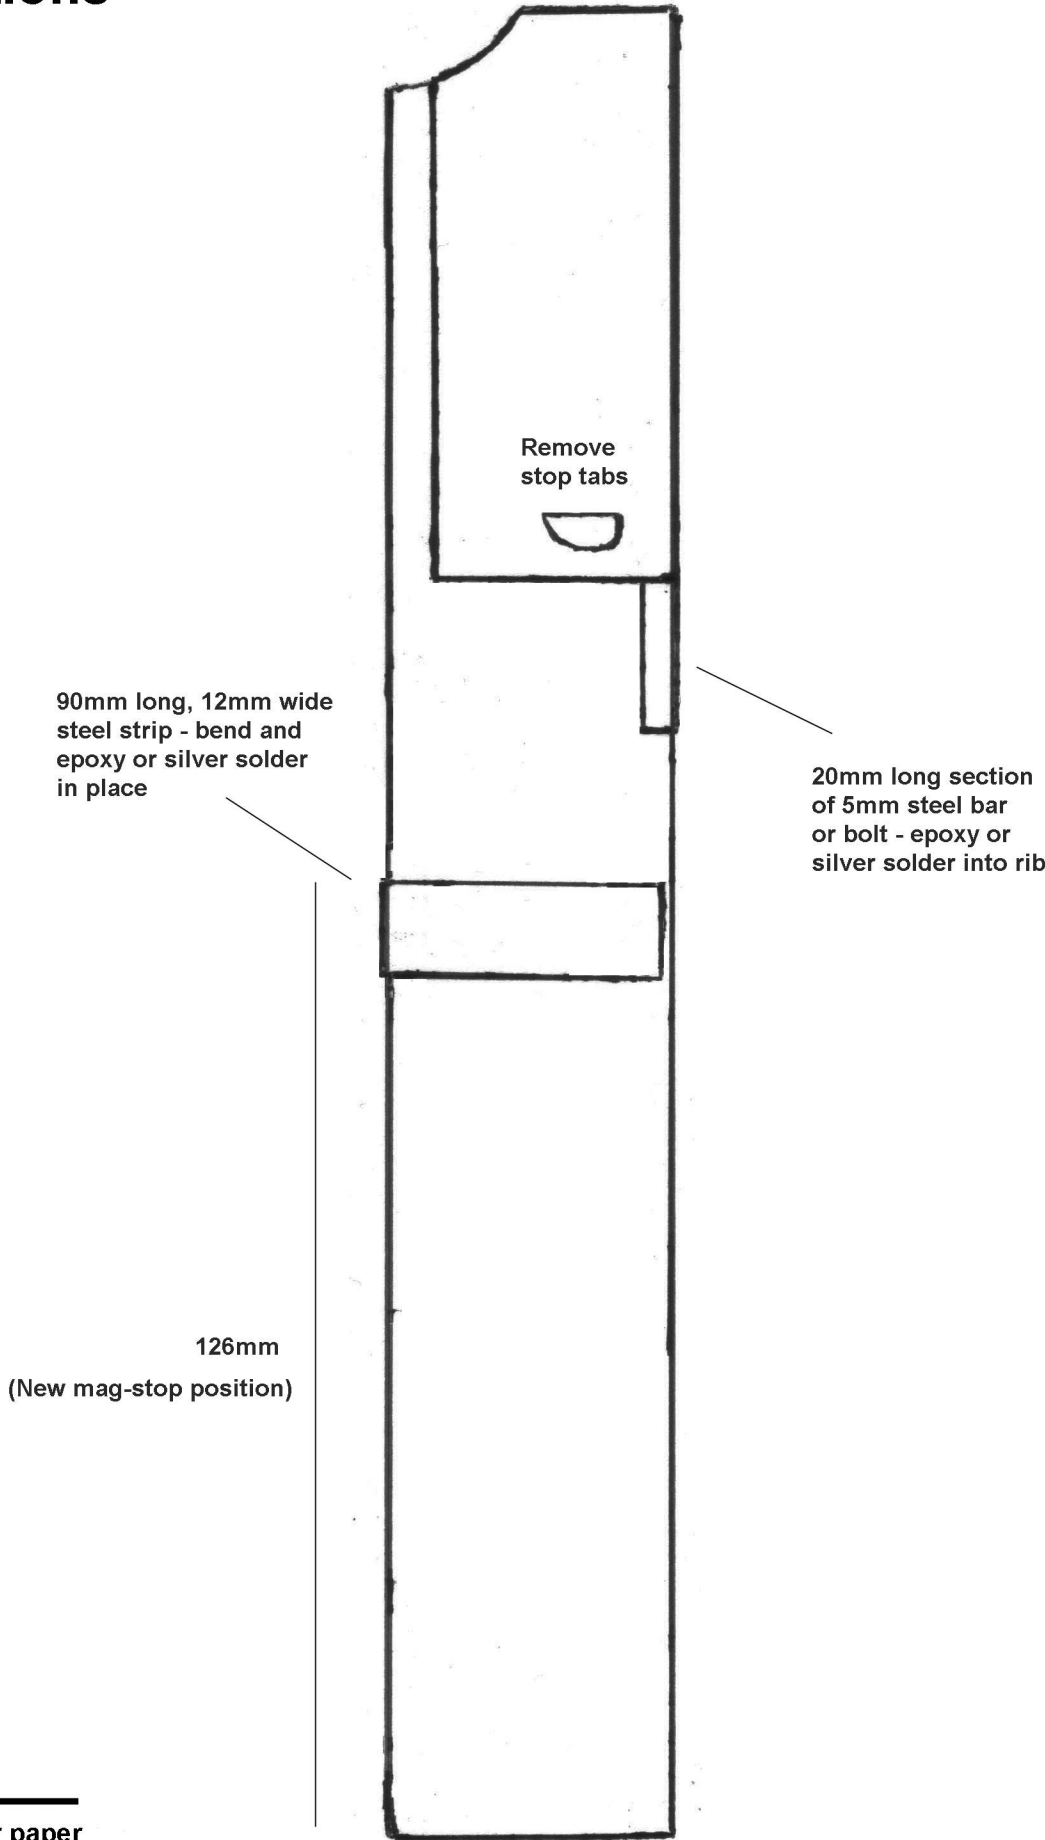 Remove
stop tabs
90mm long, 12mm wide
steel strip - bend and
epoxy or silver solder
in place
20mm long section
of 5mm steel bar
or bolt - epoxy or
silver solder into rib
126mm
(New mag-stop position)
paper